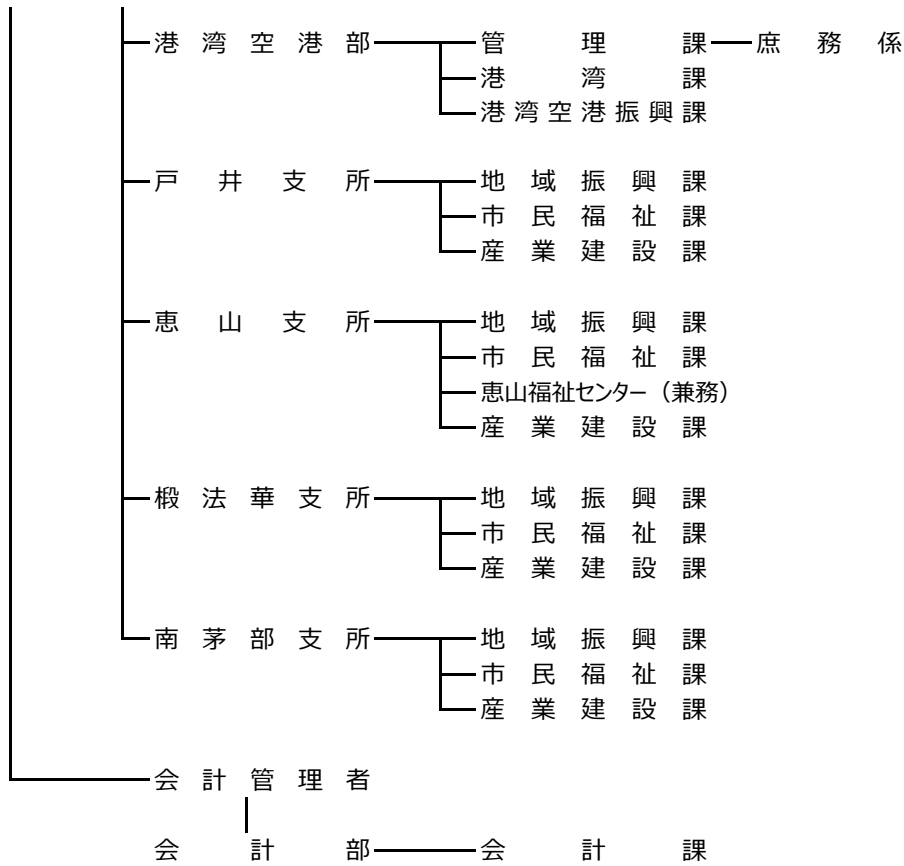 港湾空港部 管理課 庶務係
港湾課
港湾空港振興課
戸井支所 地域振興課
市民福祉課
産業建設課
恵山支所 地域振興課
市民福祉課
恵山福祉センター（兼務）
産業建設課
椴法華支所 地域振興課
市民福祉課
産業建設課
南茅部支所 地域振興課
市民福祉課
産業建設課
会計管理者
会計部 会計課